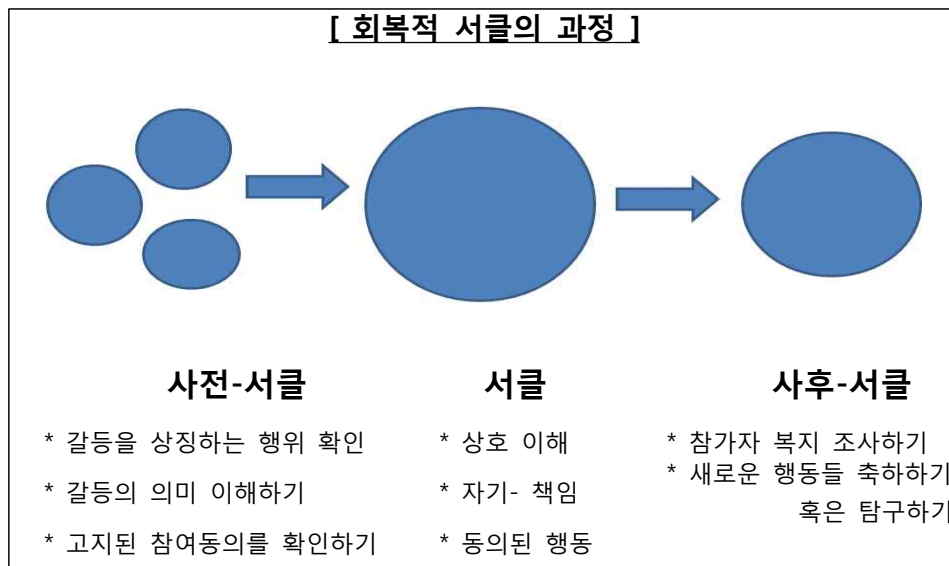 [ 회복적 서클의 과정 ]
사전-서클
* 갈등을 상징하는 행위 확인
* 갈등의 의미 이해하기
* 고지된 참여동의를 확인하기
서클
* 상호 이해
* 자기- 책임
* 동의된 행동
사후-서클
* 참가자 복지 조사하기
* 새로운 행동들 축하하기
혹은 탐구하기